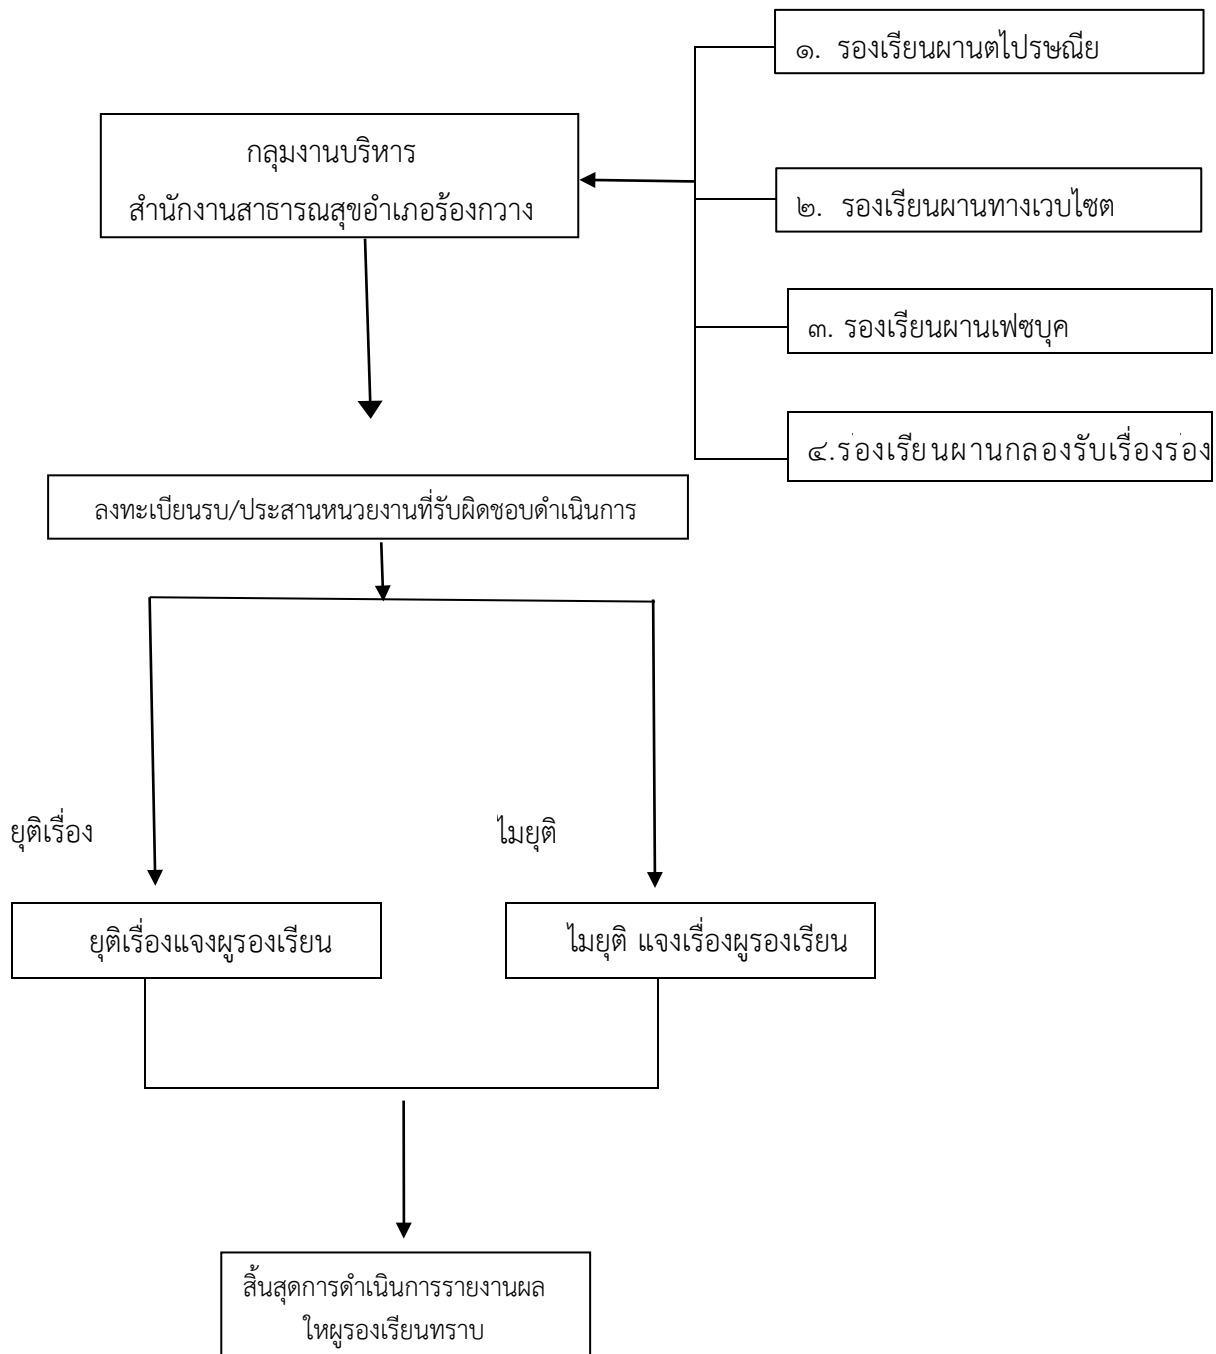 ๑. รองเรียนผานตไปรษณีย
กลุมงานบริหาร
สำนักงานสาธารณสุขอำเภอร้องกวาง
๒. รองเรียนผานทางเวบไซต
๓. รองเรียนผานเฟซบุค
๔.ร่องเรียนผานกลองรับเรื่องร่อง
ลงทะเบียนรบ/ประสานหนวยงานที่รับผิดชอบดำเนินการ
ยุติเรื่อง
ไมยุติ
ยุติเรื่องแจงผูรองเรียน
ไมยุติ แจงเรื่องผูรองเรียน
สิ้นสุดการดำเนินการรายงานผล
ใหผูรองเรียนทราบ